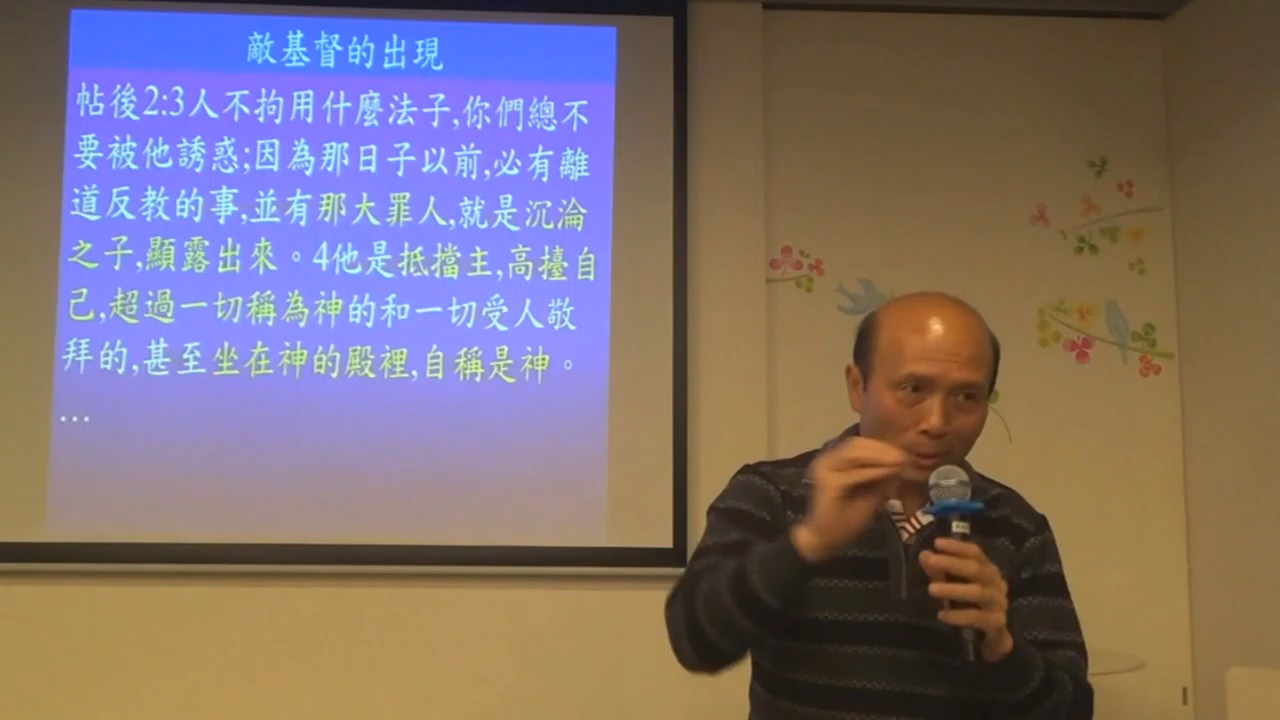 敵基督的出現
帖後2:3人不拘用什麼法子,你們總不
要被他誘惑;因為那日子以前,必有離
道反教的事,並有那大罪人,就是沉淪
之子,顯露出來。4他是抵擋主,高擡自
己,超過一切稱為神的和一切受人敬
拜的,甚至坐在神的殿裡,自稱是神。
…